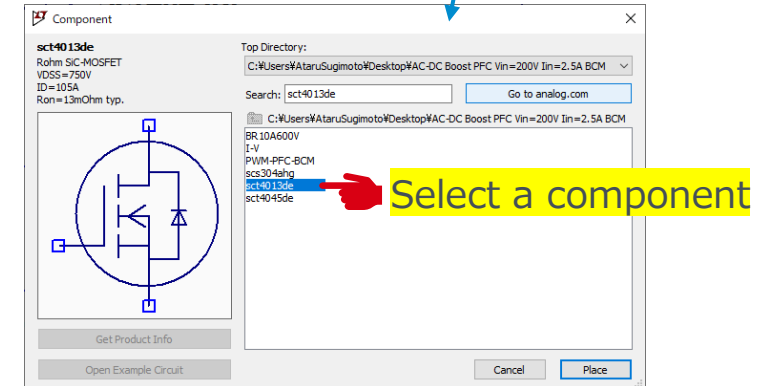 Component
sct4013de
Rohm SiC-MOSFET
VDSS=750V
ID=105A
Ron=13mOhm typ.
Get Product Info
Open Example Circuit
Top Directory:
C:¥Users¥AtaruSugimoto¥Desktop¥AC-DC Boost PFC Vin=200V Iin=2.5A BCM
Search: sct4013de Go to analog.com
C:¥Users¥AtaruSugimoto¥Desktop¥AC-DC Boost PFC Vin=200V Iin=2.5A BCM
BR10A600V
I-V
PWM-PFC-BCM
scs304ahg
sct4013de
sct4045de
Select a component
Cancel Place